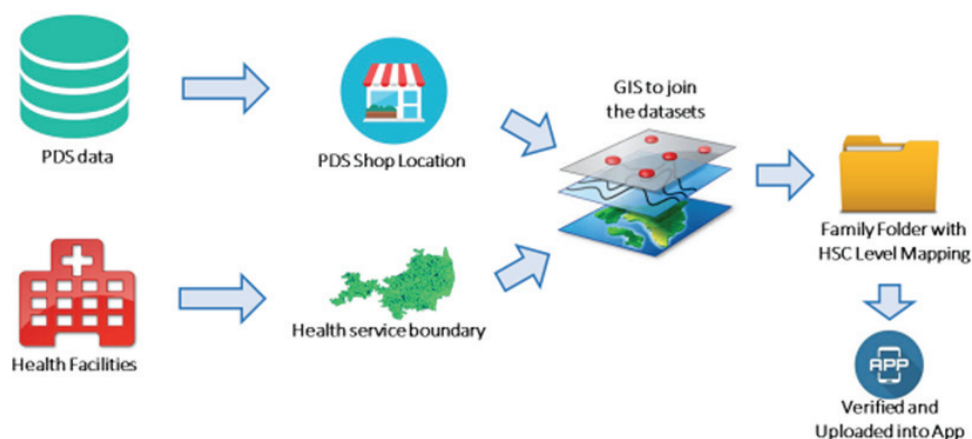 PDS data
PDS Shop Location
GIS to join
the datasets
Family Folder with
HSC Level Mapping
Health Facilities
Health service boundary
APP
Verified and
Uploaded into App